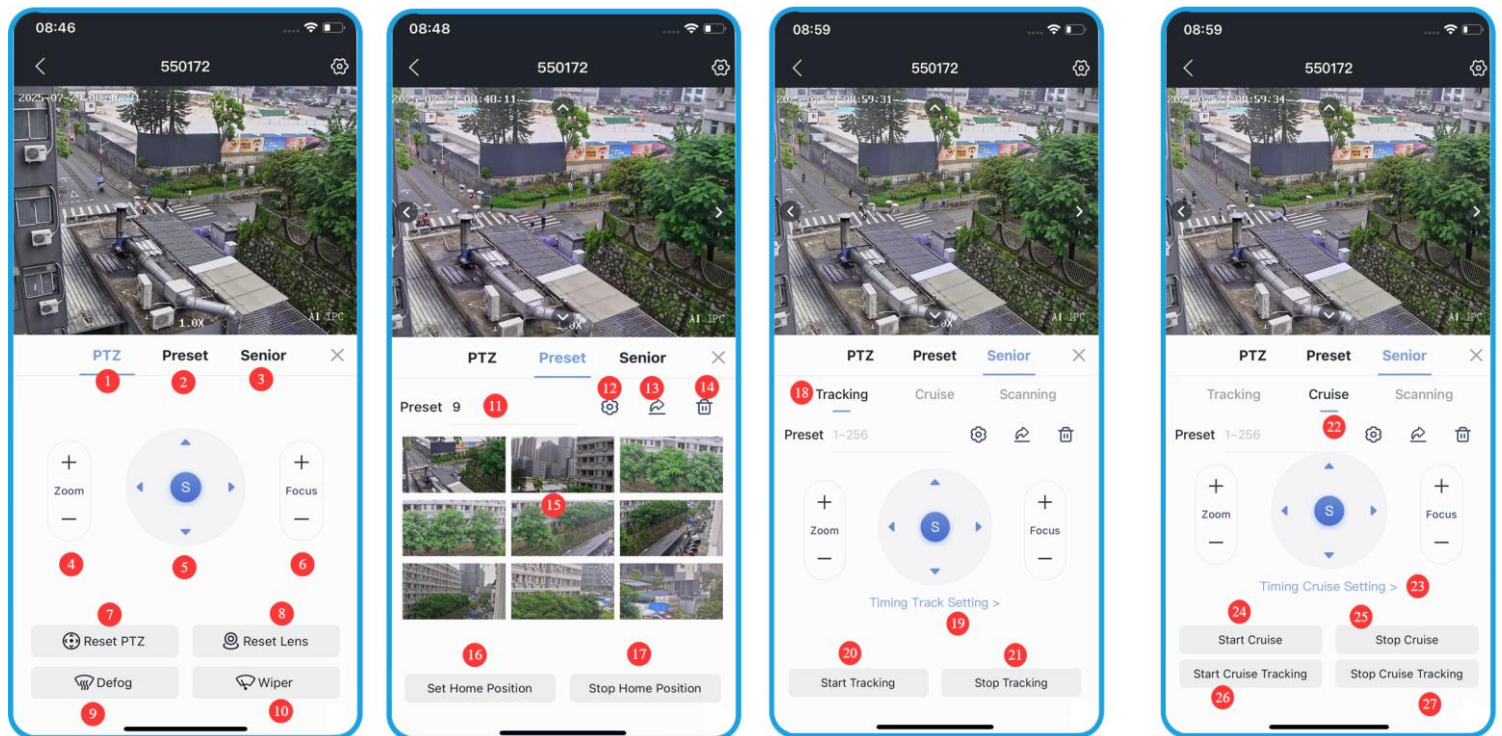 08:46
550172
1.0X
AI IPC
PTZ Preset Senior
1 2 3
+ +
Zoom S Focus
— —
4 5 6
7 8
Reset PTZ Reset Lens
Defog Wiper
9 10
08:48
550172
AI IPC
PTZ Preset Senior
12 13 14
Preset 9 11
15
16 17
Set Home Position Stop Home Position
08:59
550172
AI IPC
PTZ Preset Senior
18 Tracking Cruise Scanning
Preset 1~256
+ +
Zoom S Focus
— —
Timing Track Setting >
19
20 21
Start Tracking Stop Tracking
08:59
550172
AI IPC
PTZ Preset Senior
Tracking Cruise Scanning
22
Preset 1~256
+ +
Zoom S Focus
— —
Timing Cruise Setting > 23
24 25
Start Cruise Stop Cruise
Start Cruise Tracking Stop Cruise Tracking
26 27